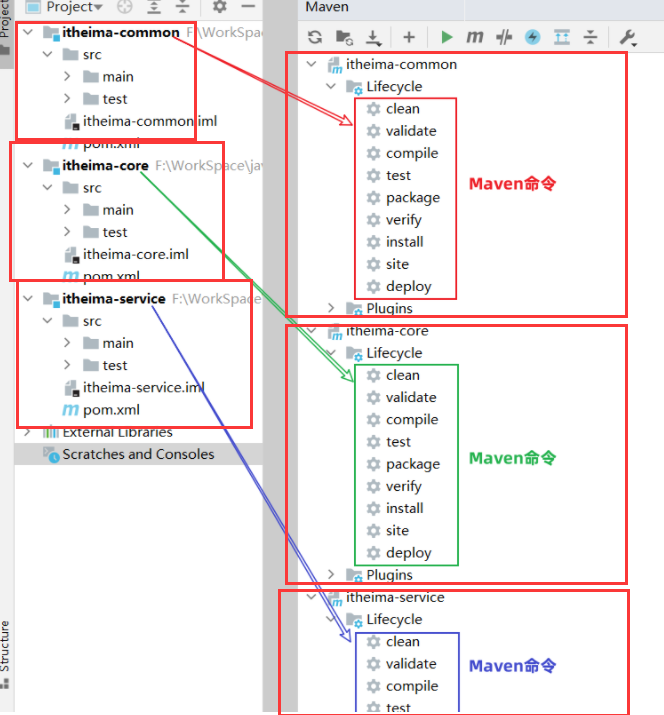 Project
itheima-common F:\WorkSpac
src
main
test
itheima-common.iml
pom.xml
itheima-core F:\WorkSpace\jav
src
main
test
itheima-core.iml
pom.xml
itheima-service F:\WorkSpace
src
main
test
itheima-service.iml
pom.xml
External Libraries
Scratches and Consoles
Project
Structure
Maven
itheima-common
Lifecycle
clean
validate
compile
test
package
verify
install
site
deploy
Maven命令
Plugins
itheima-core
Lifecycle
clean
validate
compile
test
package
verify
install
site
deploy
Maven命令
Plugins
itheima-service
Lifecycle
clean
validate
compile
test
Maven命令